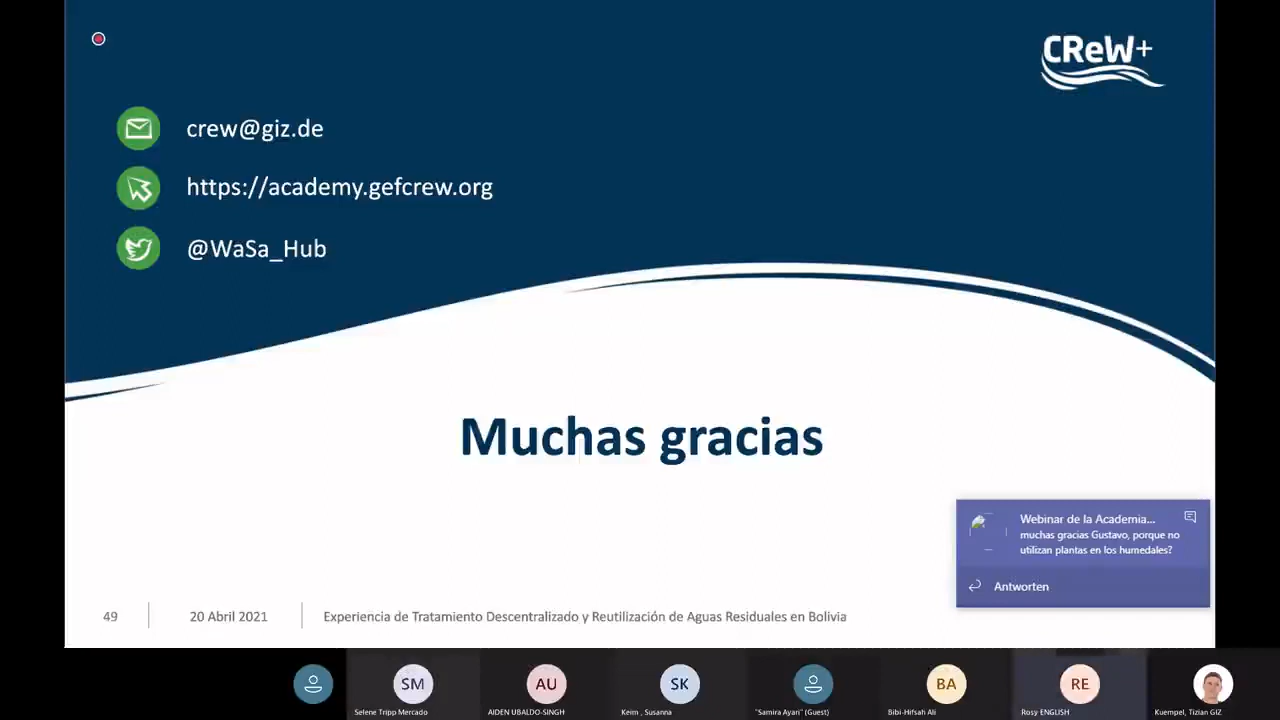 CReW+
crew@giz.de
https://academy.gefcrew.org
@WaSa_Hub
Muchas gracias
Webinar de la Academia...
muchas gracias Gustavo, porque no
utilizan plantas en los humedales?
Antworten
49
20 Abril 2021
Experiencia de Tratamiento Descentralizado y Reutilización de Aguas Residuales en Bolivia
SM
AU
SK
BA
RE
Selene Tripp Mercado
AIDEN UBALDO-SINGH
Keim , Susanna
"Samira Ayari" (Guest)
Bibi-Hifsah Ali
Rosy ENGLISH
Kuempel, Tizian GIZ